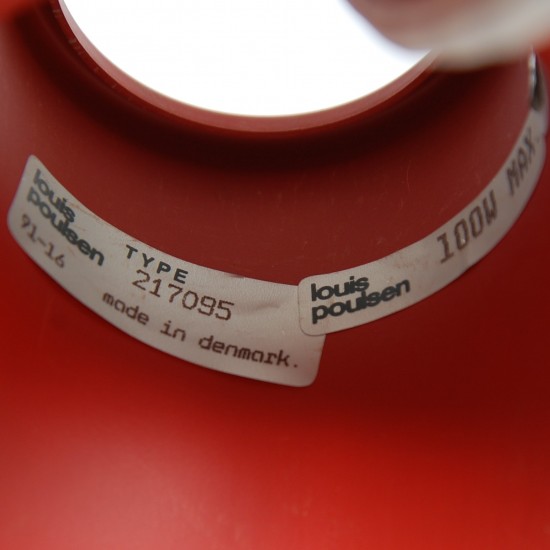 louis
poulsen
91-16
TYPE
217095
made in denmark.
louis
poulsen
100W MAX.